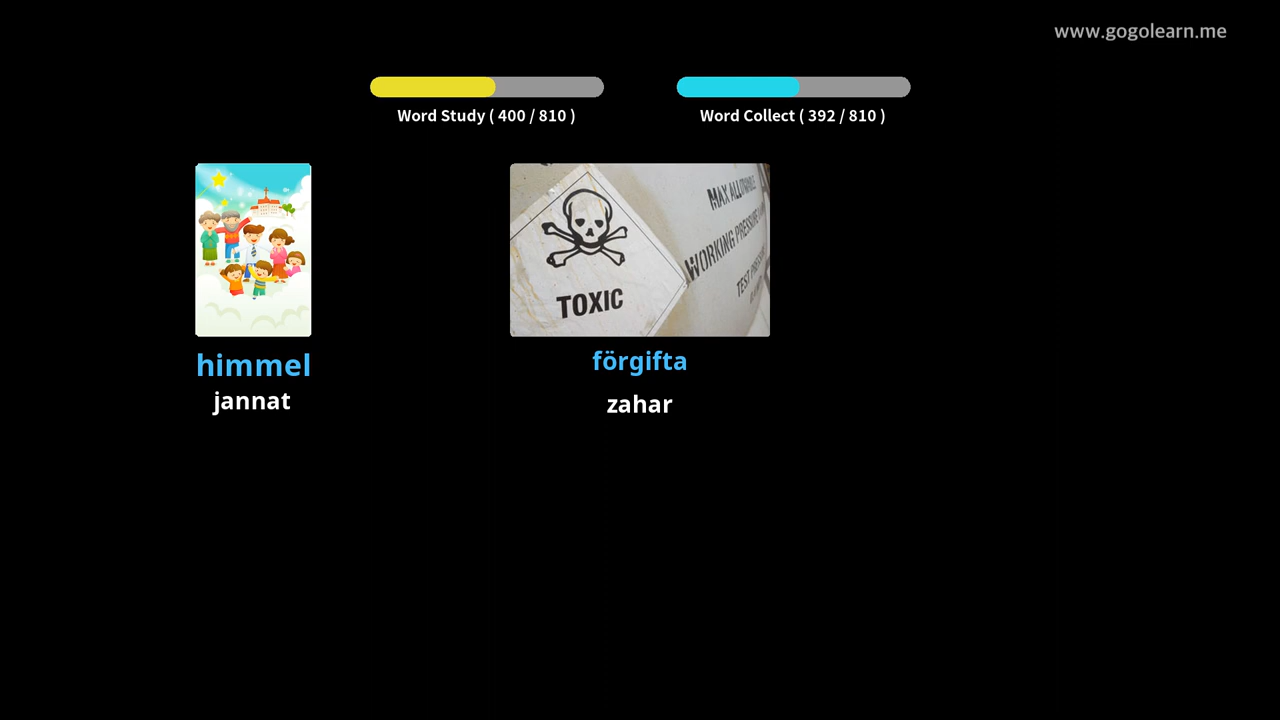 www.gogolearn.me
Word Study ( 400 / 810 )
Word Collect ( 392 / 810 )
MAX ALLOWABLE
WORKING PRESSURE
TEST PRESS
TOXIC
himmel
förgifta
jannat
zahar